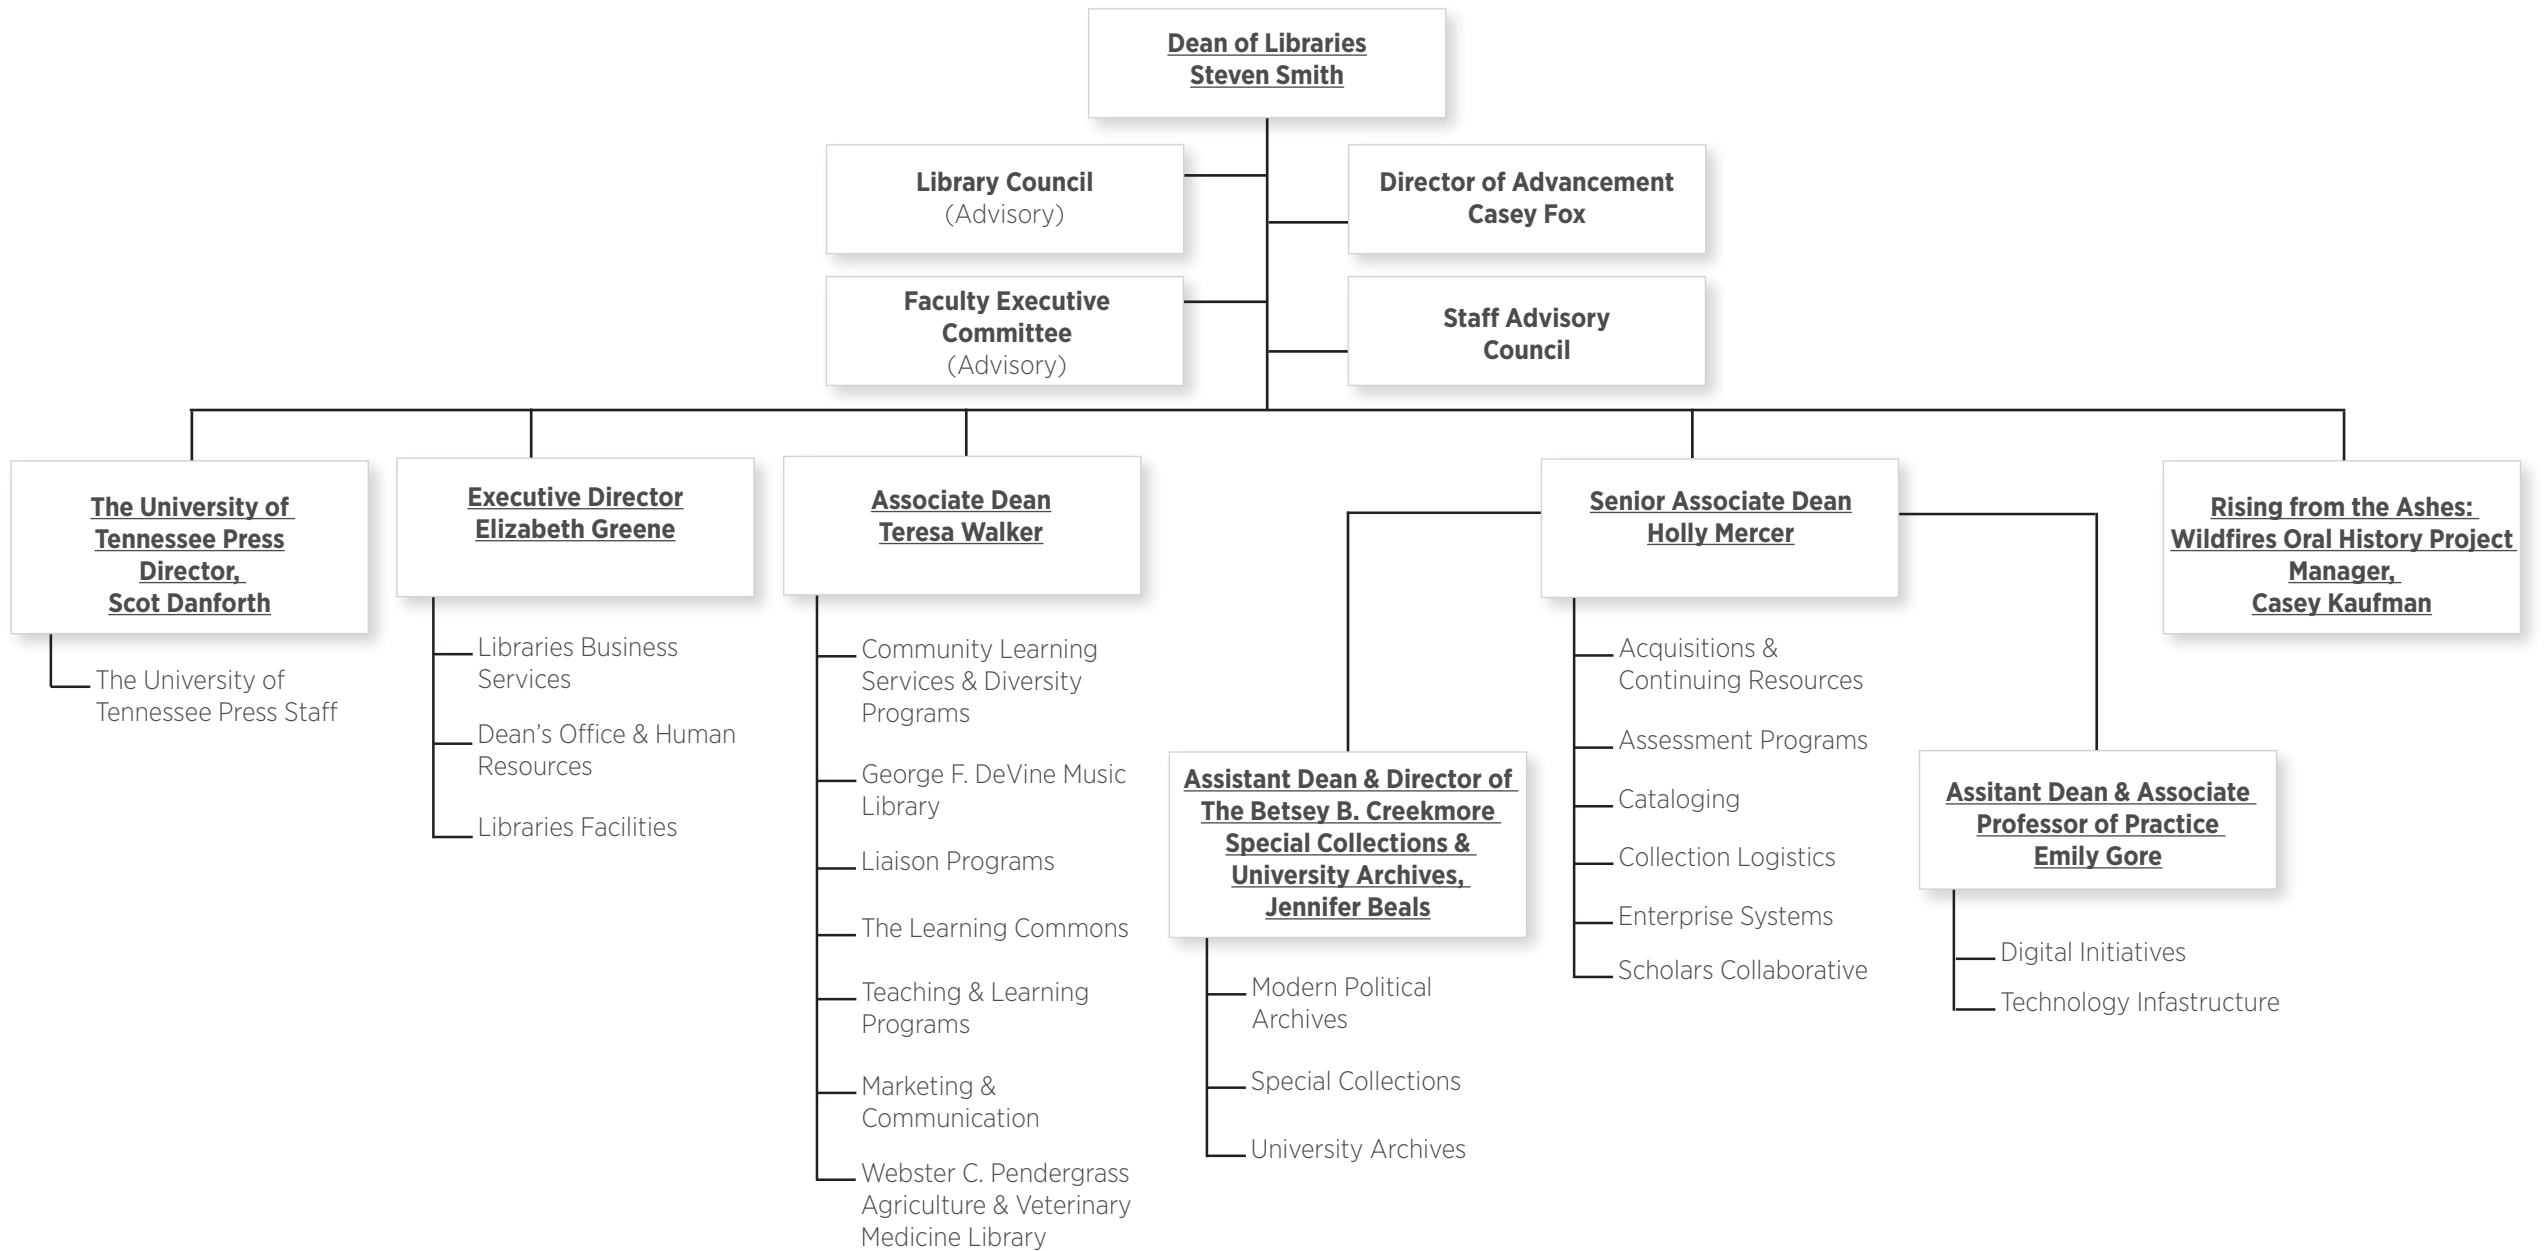 Dean of Libraries
Steven Smith
Library Council
(Advisory)
Director of Advancement
Casey Fox
Faculty Executive
Committee
(Advisory)
Staff Advisory
Council
The University of
Tennessee Press
Director,
Scot Danforth
The University of
Tennessee Press Staff
Executive Director
Elizabeth Greene
Libraries Business
Services
Dean’s Office & Human
Resources
Libraries Facilities
Associate Dean
Teresa Walker
Community Learning
Services & Diversity
Programs
George F. DeVine Music
Library
Liaison Programs
The Learning Commons
Teaching & Learning
Programs
Marketing &
Communication
Webster C. Pendergrass
Agriculture & Veterinary
Medicine Library
Senior Associate Dean
Holly Mercer
Assistant Dean & Director of
The Betsey B. Creekmore
Special Collections &
University Archives,
Jennifer Beals
Modern Political
Archives
Special Collections
University Archives
Acquisitions &
Continuing Resources
Assessment Programs
Cataloging
Collection Logistics
Enterprise Systems
Scholars Collaborative
Assitant Dean & Associate
Professor of Practice
Emily Gore
Digital Initiatives
Technology Infastructure
Rising from the Ashes:
Wildfires Oral History Project
Manager,
Casey Kaufman